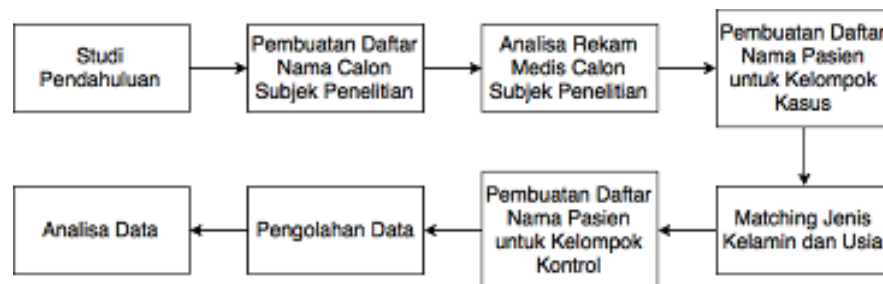 Studi
Pendahuluan
Pembuatan Daftar
Nama Calon
Subjek Penelitian
Analisa Rekam
Medis Calon
Subjek Penelitian
Pembuatan Daftar
Nama Pasien
untuk Kelompok
Kasus
Matching Jenis
Kelamin dan Usia
Pembuatan Daftar
Nama Pasien
untuk Kelompok
Kontrol
Pengolahan Data
Analisa Data